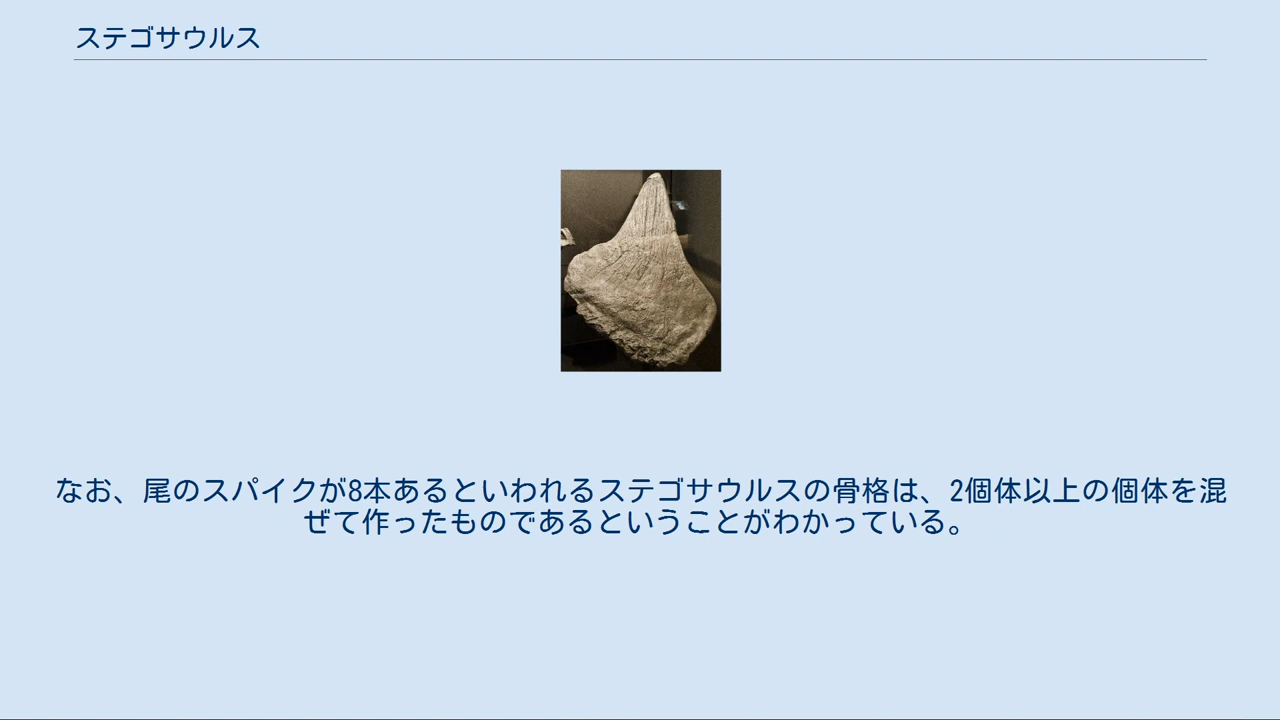 ステゴサウルス
なお、尾のスパイクが8本あるといわれるステゴサウルスの骨格は、2個体以上の個体を混
ぜて作ったものであるということがわかっている。